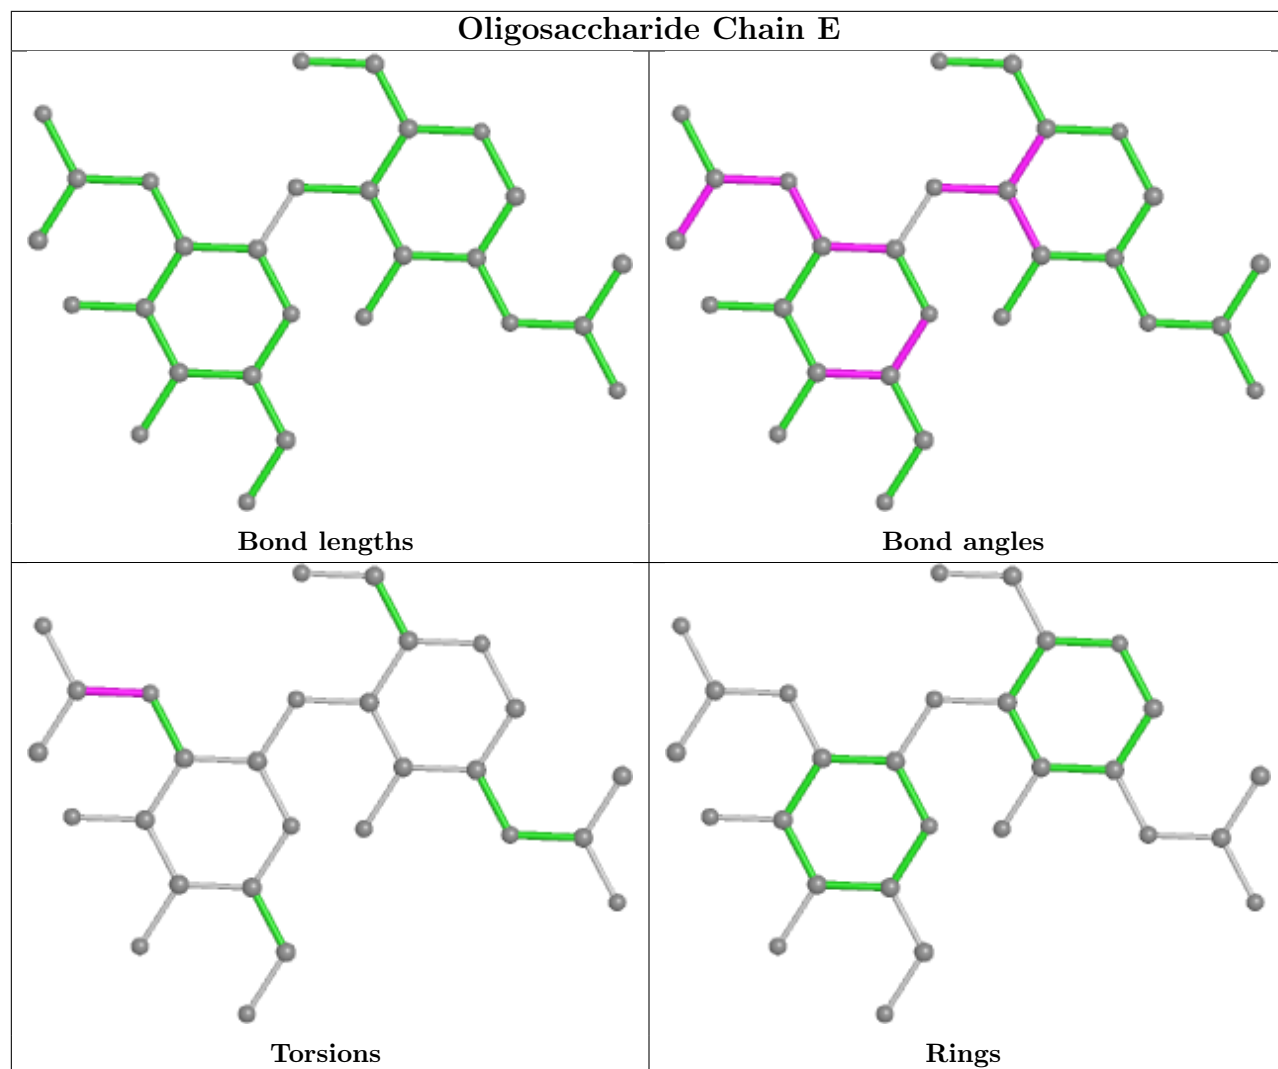 Oligosaccharide Chain E
Bond lengths
Bond angles
Torsions
Rings